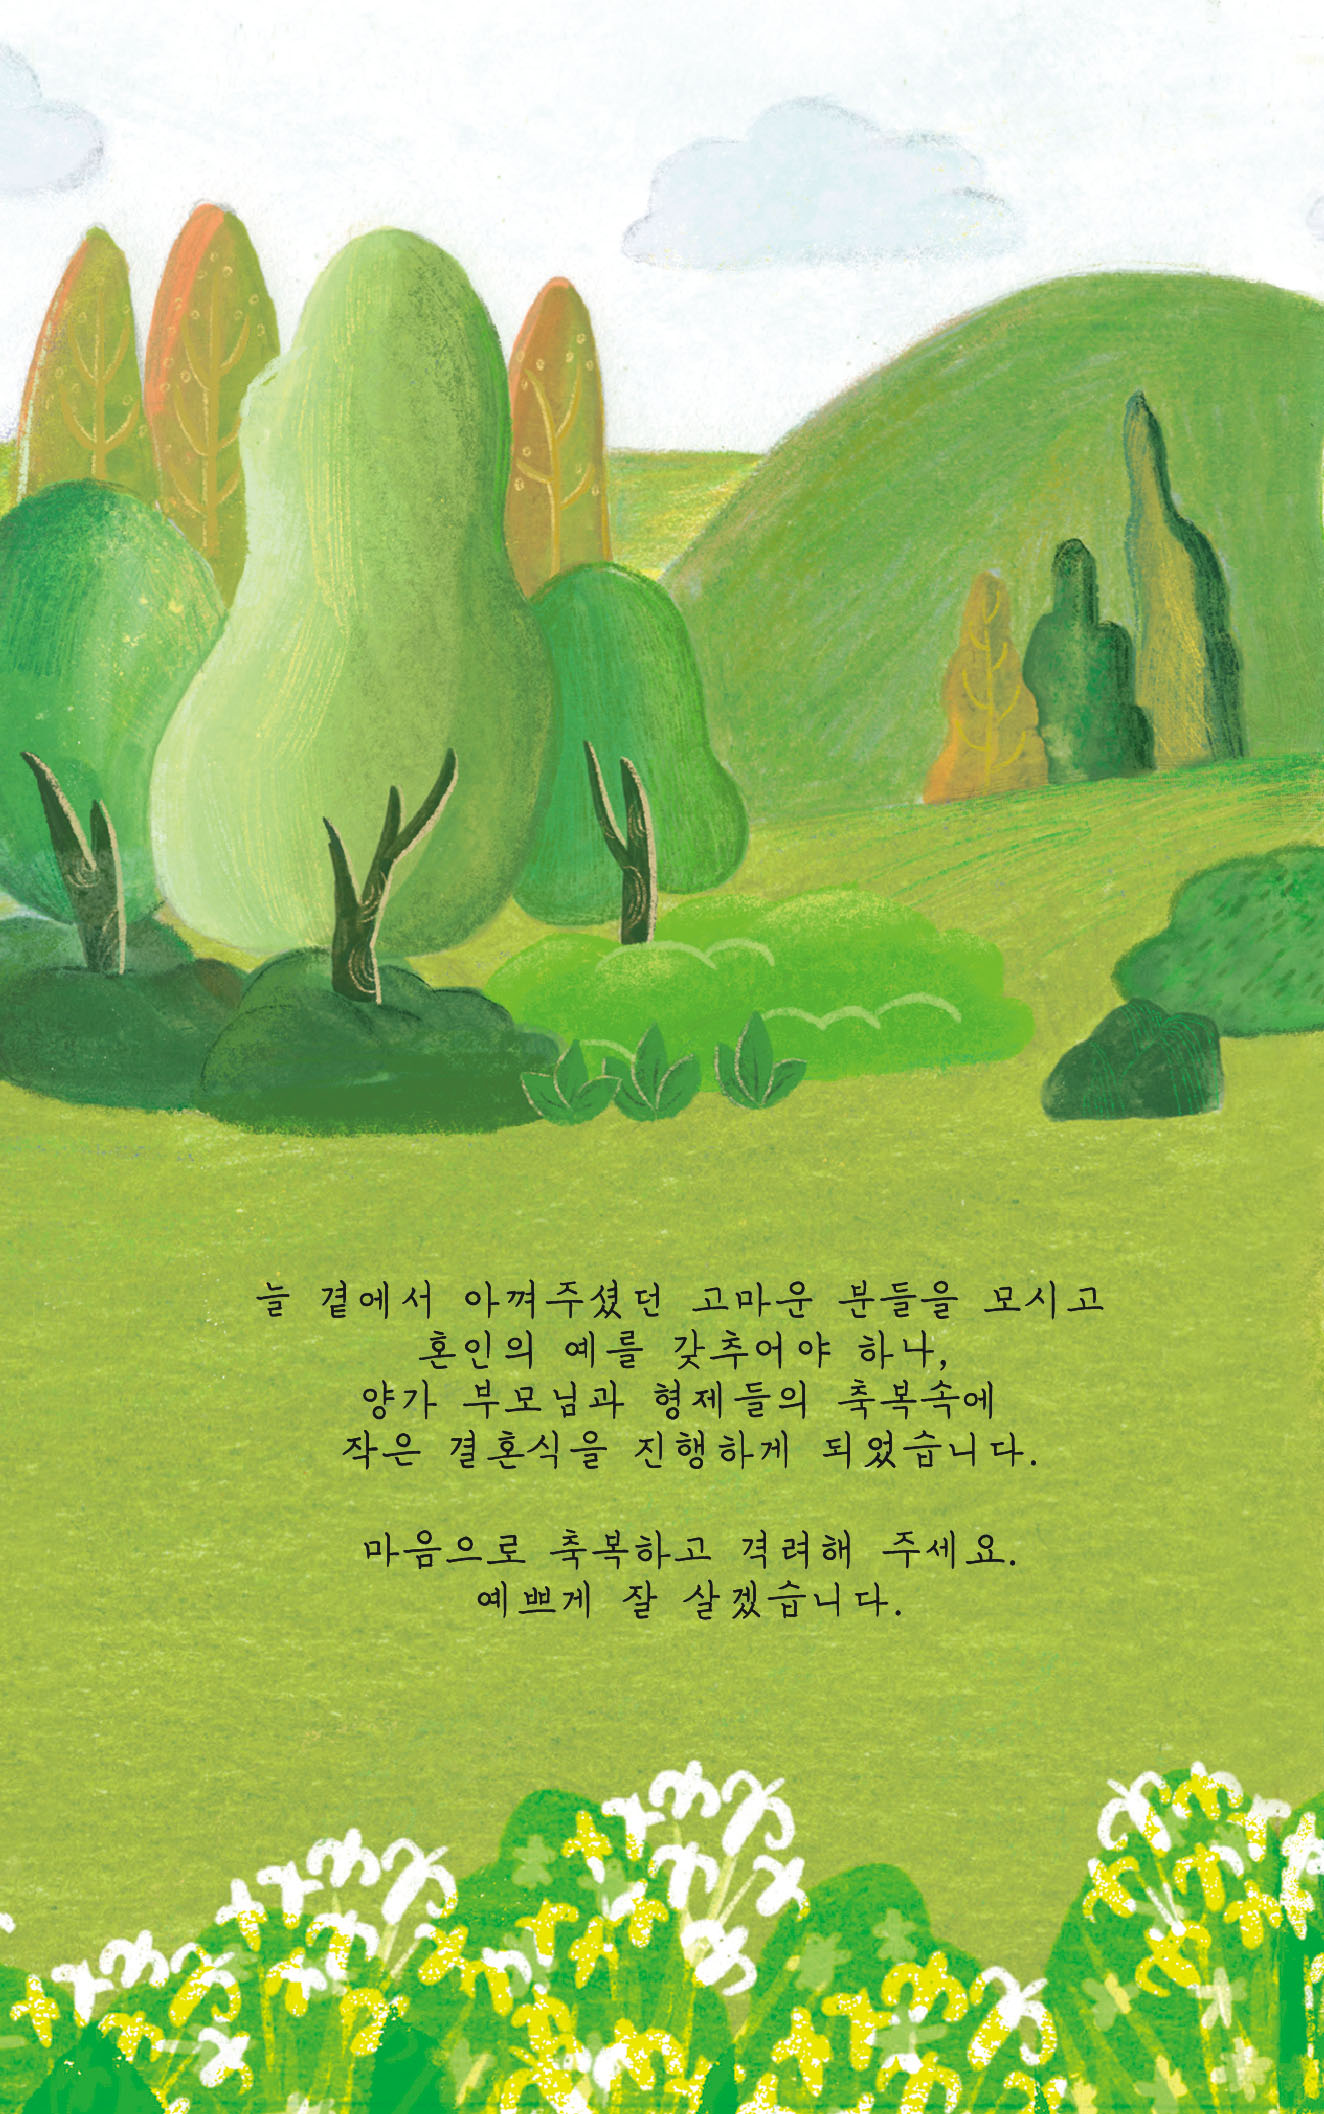 늘 곁에서 아껴주셨던 고마운 분들을 모시고
혼인의 예를 갖추어야 하나,
양가 부모님과 형제들의 축복속에
작은 결혼식을 진행하게 되었습니다.
마음으로 축복하고 격려해 주세요.
예쁘게 잘 살겠습니다.